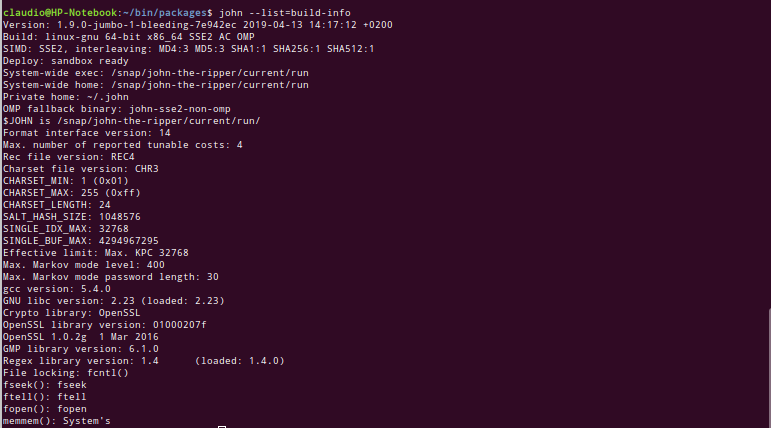 claudio@HP-Notebook:~/bin/packages$ john --list=build-info
Version: 1.9.0-jumbo-1-bleeding-7e942ec 2019-04-13 14:17:12 +0200
Build: linux-gnu 64-bit x86_64 SSE2 AC OMP
SIMD: SSE2, interleaving: MD4:3 MD5:3 SHA1:1 SHA256:1 SHA512:1
Deploy: sandbox ready
System-wide exec: /snap/john-the-ripper/current/run
System-wide home: /snap/john-the-ripper/current/run
Private home: ~/.john
OMP fallback binary: john-sse2-non-omp
$JOHN is /snap/john-the-ripper/current/run/
Format interface version: 14
Max. number of reported tunable costs: 4
Rec file version: REC4
Charset file version: CHR3
CHARSET_MIN: 1 (0x01)
CHARSET_MAX: 255 (0xff)
CHARSET_LENGTH: 24
SALT_HASH_SIZE: 1048576
SINGLE_IDX_MAX: 32768
SINGLE_BUF_MAX: 4294967295
Effective limit: Max. KPC 32768
Max. Markov mode level: 400
Max. Markov mode password length: 30
gcc version: 5.4.0
GNU libc version: 2.23 (loaded: 2.23)
Crypto library: OpenSSL
OpenSSL library version: 01000207f
OpenSSL 1.0.2g  1 Mar 2016
GMP library version: 6.1.0
Regex library version: 1.4      (loaded: 1.4.0)
File locking: fcntl()
fseek(): fseek
ftell(): ftell
fopen(): fopen
memmem(): System's